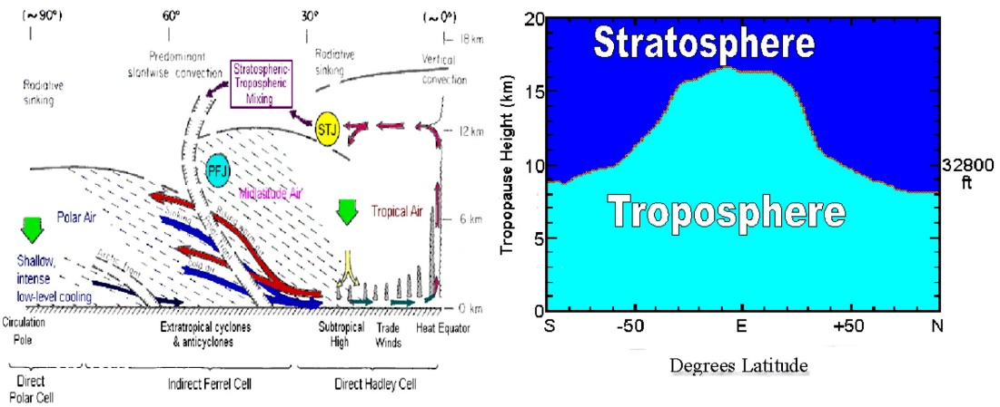 (~90°) 60° 30° (~0°)
18 km
Predominant
slantwise convection
Stratospheric-
Tropospheric
Mixing
Radiative
sinking
Vertical
convection
Radiative
sinking
STJ
12 km
PFJ
Midlatitude Air
Polar Air
Sinking
Tropical Air
6 km
Shallow,
intense
low-level cooling
Arctic front
Cold air
0 km
Circulation
Pole
Extratropical cyclones
& anticyclones
Subtropical
High
Trade
Winds
Heat Equator
Direct
Polar Cell
Indirect Ferrel Cell
Direct Hadley Cell
Tropopause Height (km)
20
15
10
5
0
Stratosphere
Troposphere
32800
ft
S -50 E +50 N
Degrees Latitude